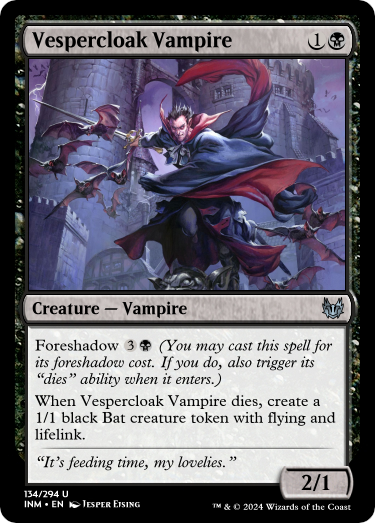 Vespercloak Vampire 1
Creature — Vampire
Foreshadow 3 (You may cast this spell for
its foreshadow cost. If you do, also trigger its
“dies” ability when it enters.)
When Vespercloak Vampire dies, create a
1/1 black Bat creature token with flying and
lifelink.
“It’s feeding time, my lovelies.”
2/1
134/294 U
INM • EN Jesper Ejsing
™ & © 2024 Wizards of the Coast